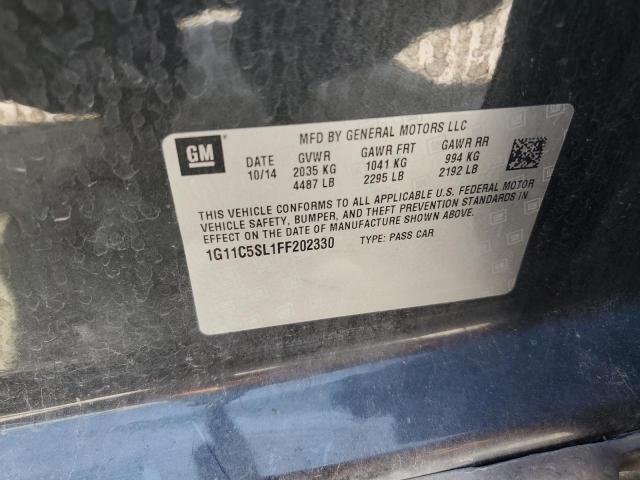 GM
MFD BY GENERAL MOTORS LLC
DATE GVWR GAWR FRT GAWR RR
10/14 2035 KG 1041 KG 994 KG
4487 LB 2295 LB 2192 LB
THIS VEHICLE CONFORMS TO ALL APPLICABLE U.S. FEDERAL MOTOR
VEHICLE SAFETY, BUMPER, AND THEFT PREVENTION STANDARDS IN
EFFECT ON THE DATE OF MANUFACTURE SHOWN ABOVE.
1G11C5SL1FF202330 TYPE: PASS CAR